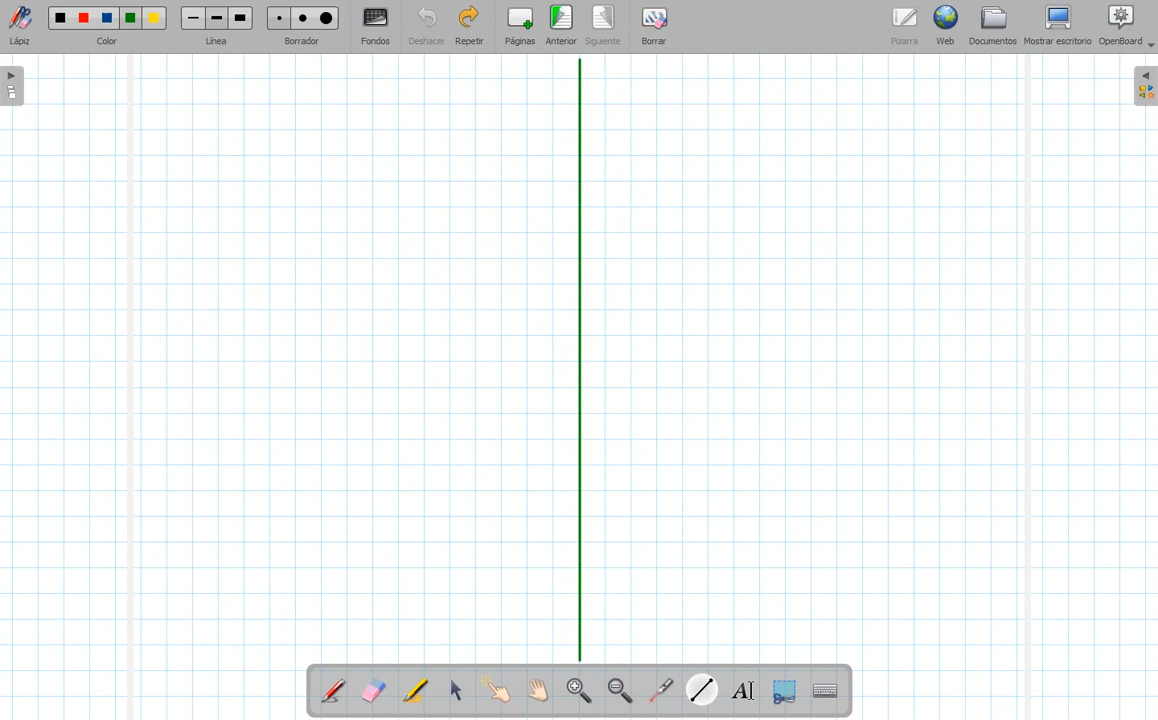 Lápiz
Color
Línea
Borrador
Fondos
Deshacer
Repetir
Páginas
Anterior
Siguiente
Borrar
Pizarra
Web
Documentos
Mostrar escritorio
OpenBoard